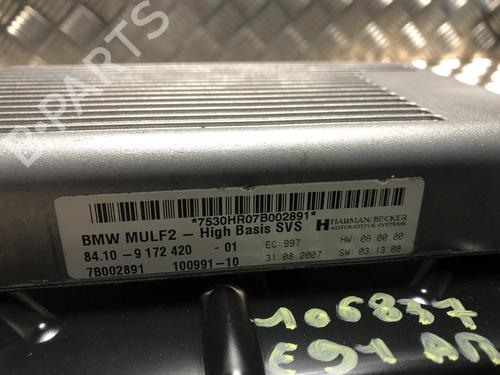 B-PARTS
*7530HR07B002891*
BMW MULF2 - High Basis SVS
HARMAN/BECKER
AUTOMOTIVE SYSTEMS
84.10-9 172 420 -01
EC: 997
HW: 06.00.00
7B002891 100991-10
31.08.2007
SW: 03.13.08
106837
E91 AM